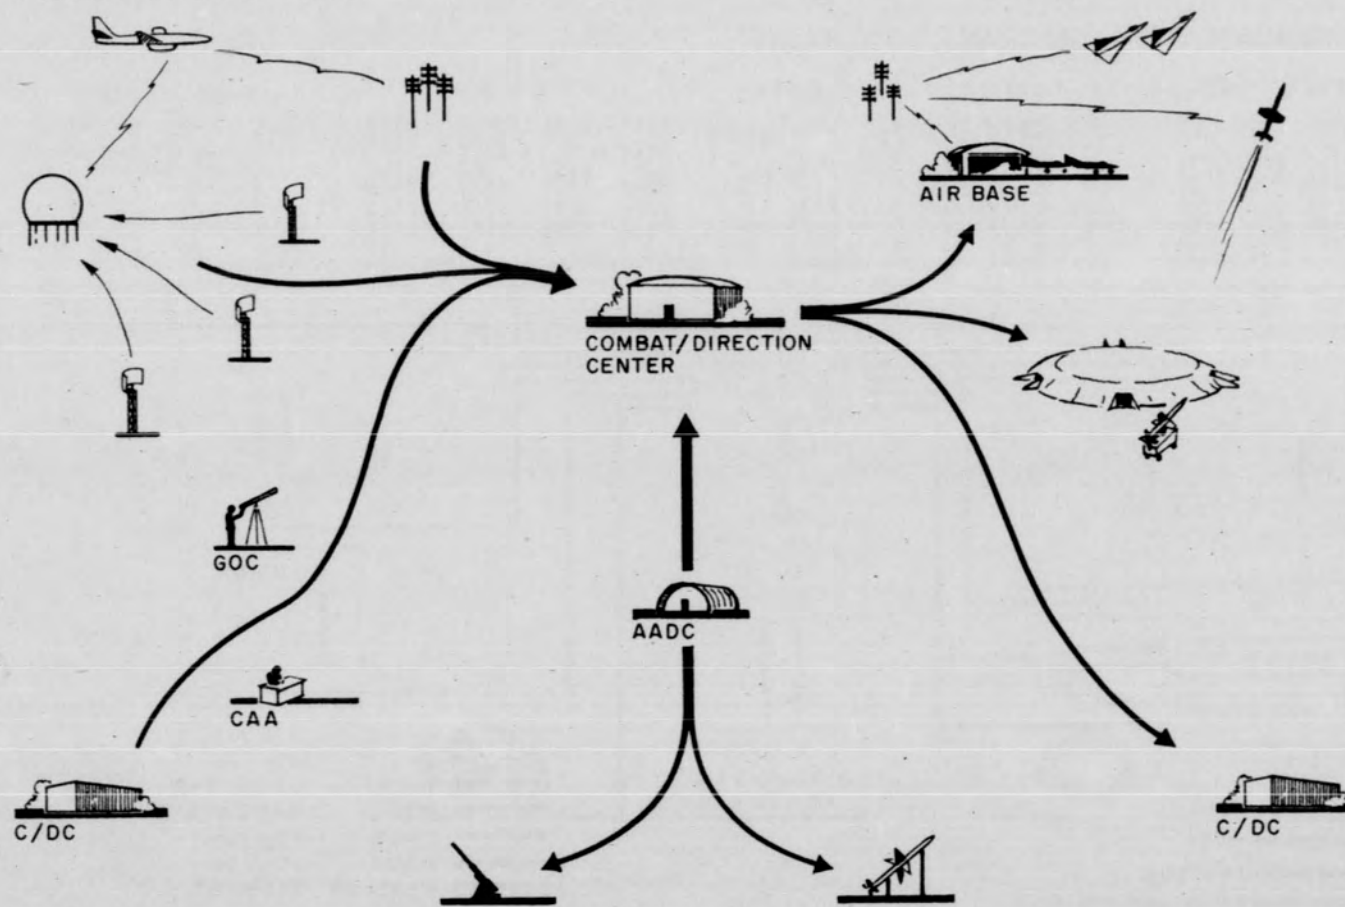 AIR BASE
COMBAT/DIRECTION
CENTER
GOC
AADC
CAA
C/DC
C/DC